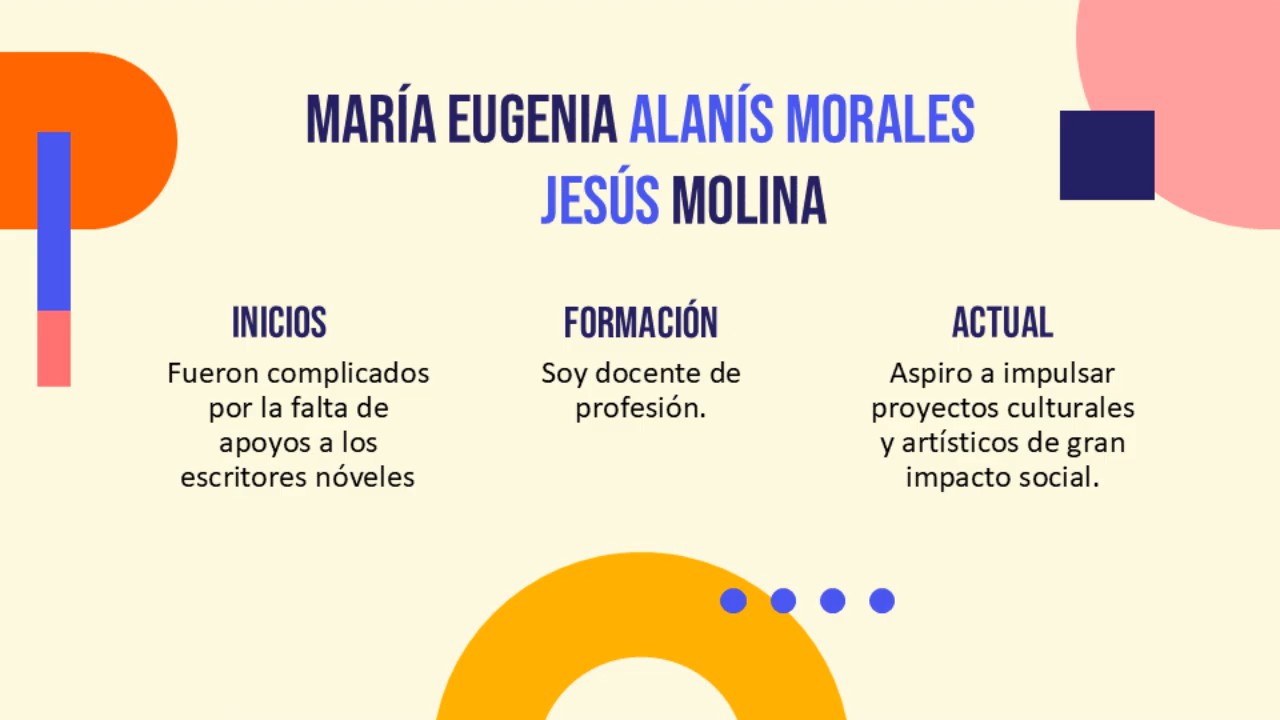 MARÍA EUGENIA ALANÍS MORALES
JESÚS MOLINA
INICIOS
Fueron complicados
por la falta de
apoyos a los
escritores nóveles
FORMACIÓN
Soy docente de
profesión.
ACTUAL
Aspiro a impulsar
proyectos culturales
y artísticos de gran
impacto social.